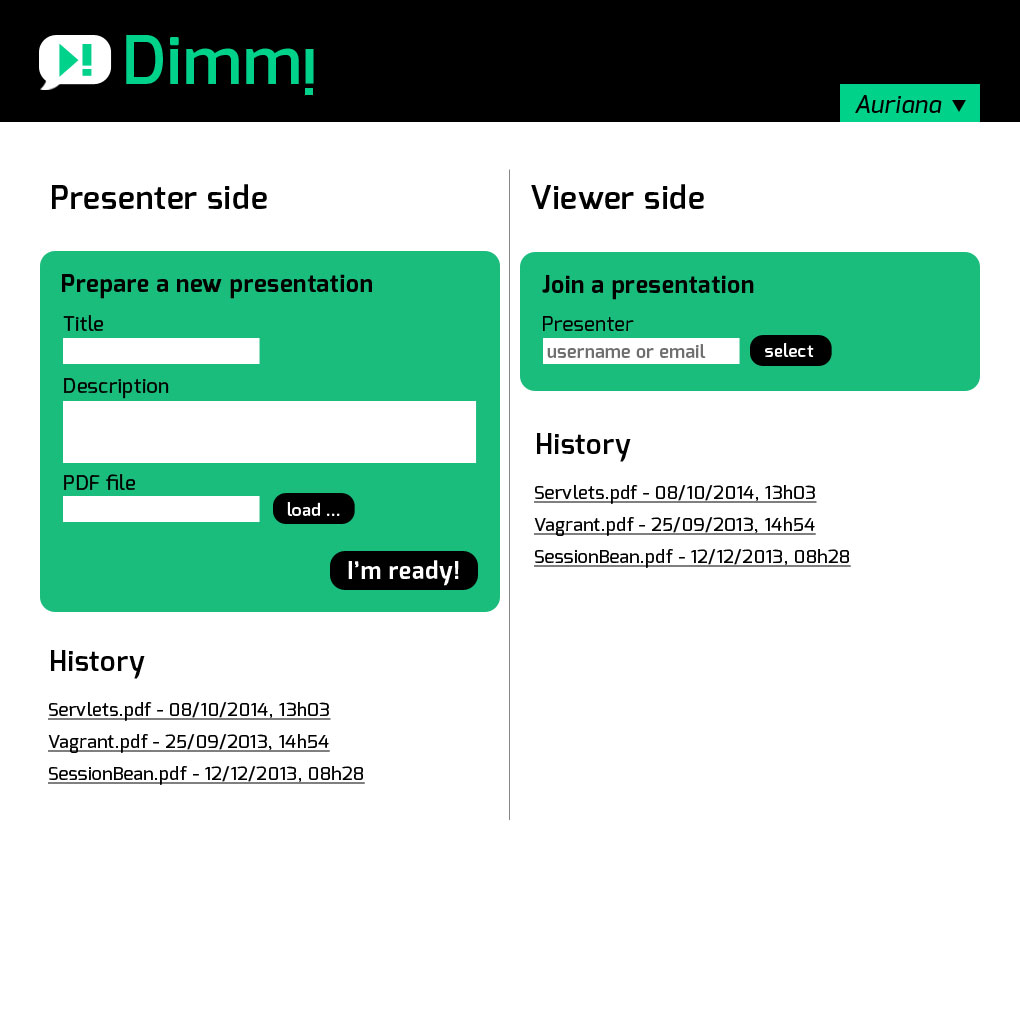 Dimmi
Auriana ▼
Presenter side
Prepare a new presentation
Title
Description
PDF file
load ...
I'm ready!
History
Servlets.pdf - 08/10/2014, 13h03
Vagrant.pdf - 25/09/2013, 14h54
SessionBean.pdf - 12/12/2013, 08h28
Viewer side
Join a presentation
Presenter
username or email
select
History
Servlets.pdf - 08/10/2014, 13h03
Vagrant.pdf - 25/09/2013, 14h54
SessionBean.pdf - 12/12/2013, 08h28